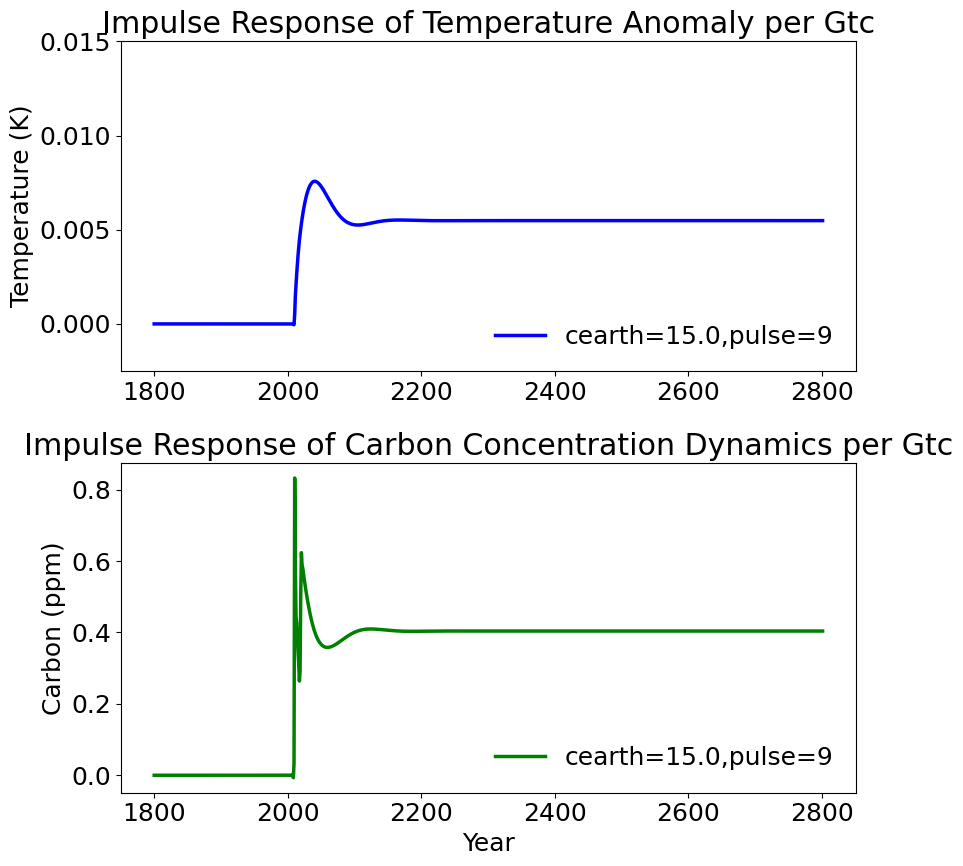 Impulse Response of Temperature Anomaly per Gtc
Temperature (K)
0.015
0.010
0.005
0.000
cearth=15.0,pulse=9
1800 2000 2200 2400 2600 2800
Impulse Response of Carbon Concentration Dynamics per Gtc
Carbon (ppm)
0.8
0.6
0.4
0.2
0.0
cearth=15.0,pulse=9
1800 2000 2200 2400 2600 2800
Year